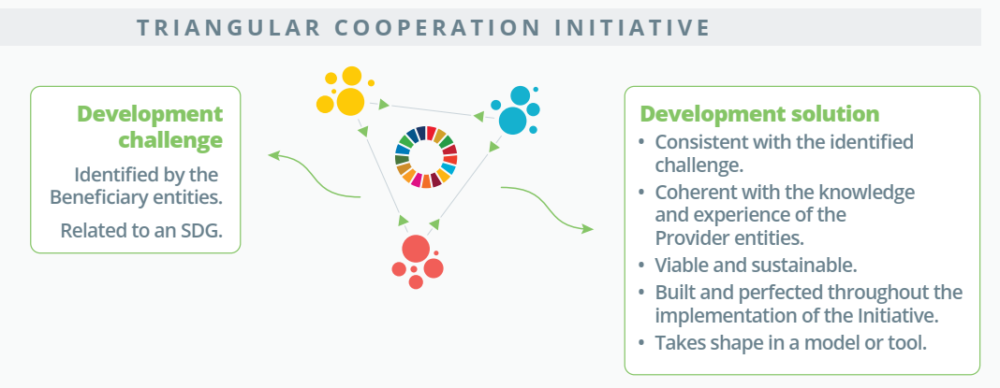 TRIANGULAR COOPERATION INITIATIVE
Development
challenge
Identified by the
Beneficiary entities.
Related to an SDG.
Development solution
• Consistent with the identified
challenge.
• Coherent with the knowledge
and experience of the
Provider entities.
• Viable and sustainable.
• Built and perfected throughout the
implementation of the Initiative.
• Takes shape in a model or tool.